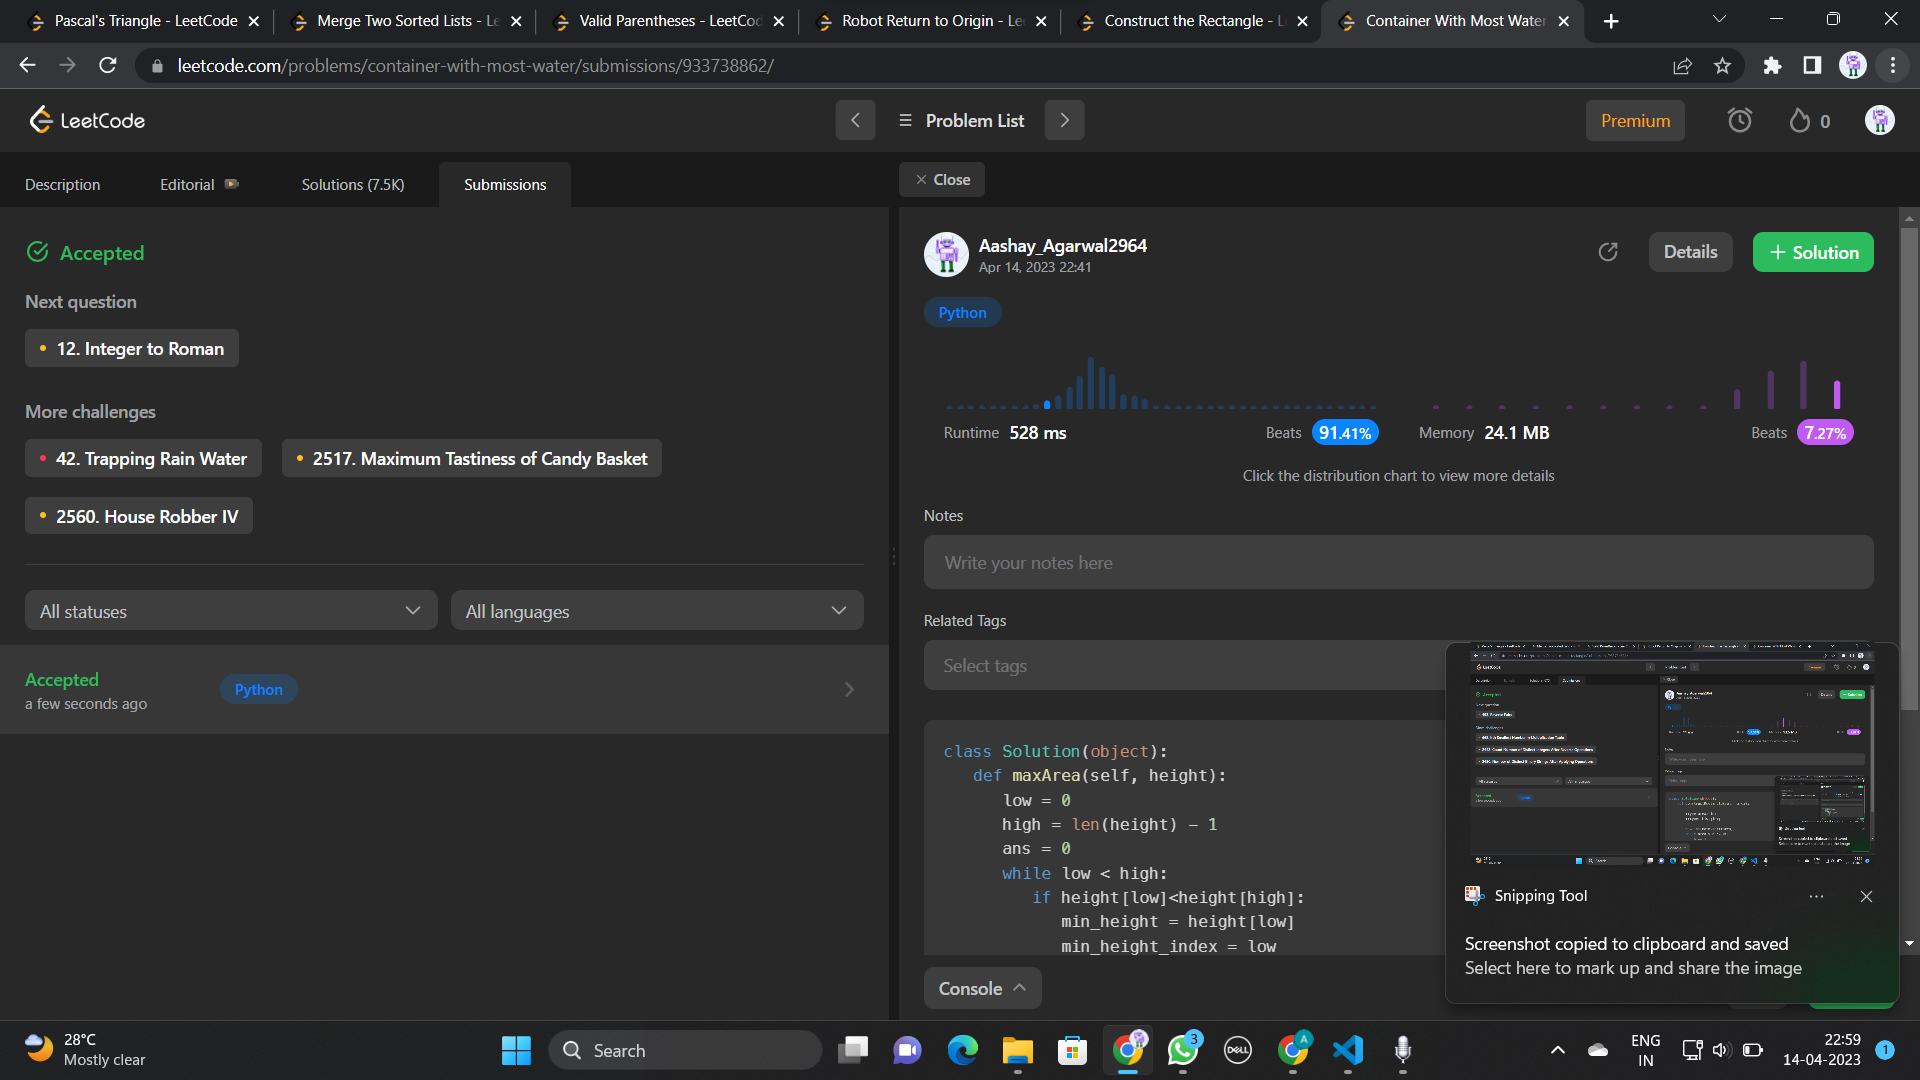 Pascal's Triangle - LeetCode
Merge Two Sorted Lists - Le
Valid Parentheses - LeetCod
Robot Return to Origin - Le
Construct the Rectangle - L
Container With Most Water
leetcode.com/problems/container-with-most-water/submissions/933738862/
LeetCode
Problem List
Premium
0
Description
Editorial
Solutions (7.5K)
Submissions
Close
Accepted
Next question
12. Integer to Roman
More challenges
42. Trapping Rain Water
2517. Maximum Tastiness of Candy Basket
2560. House Robber IV
All statuses
All languages
Accepted
a few seconds ago
Python
Aashay_Agarwal2964
Apr 14, 2023 22:41
Details
+ Solution
Python
Runtime 528 ms
Beats 91.41%
Memory 24.1 MB
Beats 7.27%
Click the distribution chart to view more details
Notes
Write your notes here
Related Tags
Select tags
class Solution(object):
def maxArea(self, height):
low = 0
high = len(height) - 1
ans = 0
while low < high:
if height[low]<height[high]:
min_height = height[low]
min_height_index = low
Console
Snipping Tool
Screenshot copied to clipboard and saved
Select here to mark up and share the image
28°C
Mostly clear
Search
3
DELL
A
ENG
IN
22:59
14-04-2023
1